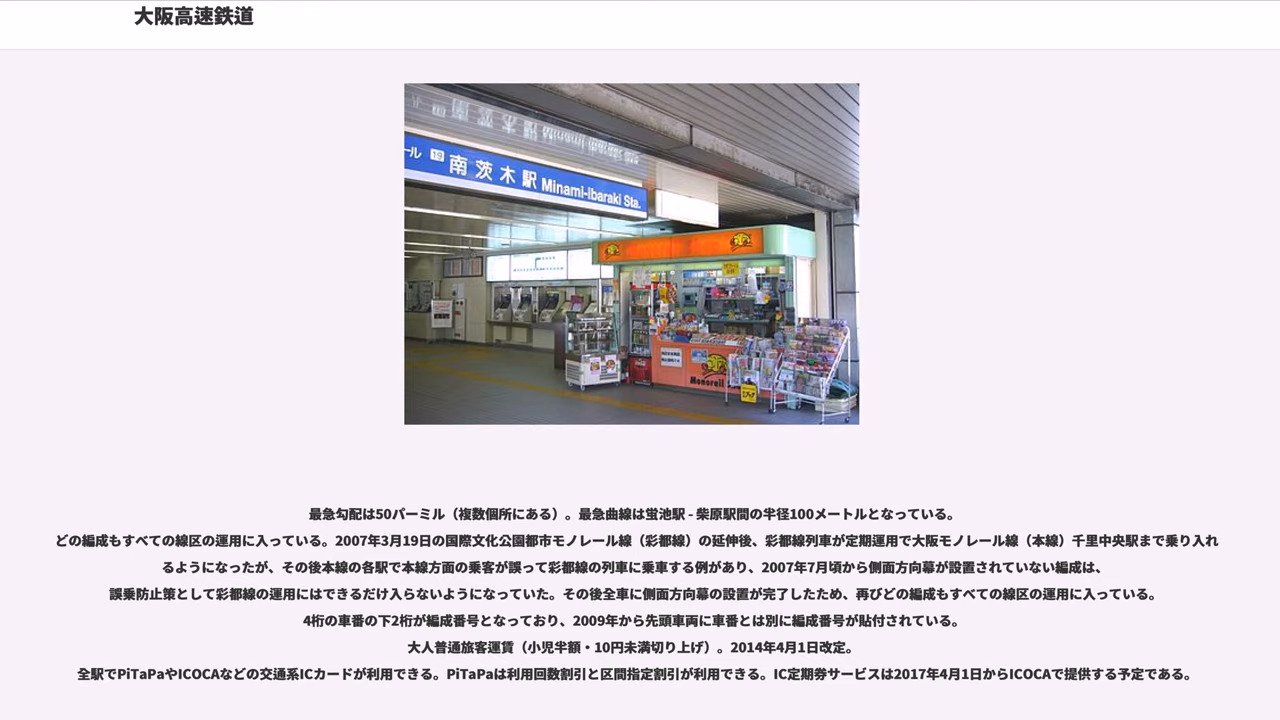 大阪高速鉄道
ール 19 南茨木駅 Minami-Ibaraki Sta.
Monorail
最急勾配は50パーミル（複数個所にある）。最急曲線は蛍池駅 - 柴原駅間の半径100メートルとなっている。
どの編成もすべての線区の運用に入っている。2007年3月19日の国際文化公園都市モノレール線（彩都線）の延伸後、彩都線列車が定期運用で大阪モノレール線（本線）千里中央駅まで乗り入れ
るようになったが、その後本線の各駅で本線方面の乗客が誤って彩都線の列車に乗車する例があり、2007年7月頃から側面方向幕が設置されていない編成は、
誤乗防止策として彩都線の運用にはできるだけ入らないようになっていた。その後全車に側面方向幕の設置が完了したため、再びどの編成もすべての線区の運用に入っている。
4桁の車番の下2桁が編成番号となっており、2009年から先頭車両に車番とは別に編成番号が貼付されている。
大人普通旅客運賃（小児半額・10円未満切り上げ）。2014年4月1日改定。
全駅でPiTaPaやICOCAなどの交通系ICカードが利用できる。PiTaPaは利用回数割引と区間指定割引が利用できる。IC定期券サービスは2017年4月1日からICOCAで提供する予定である。